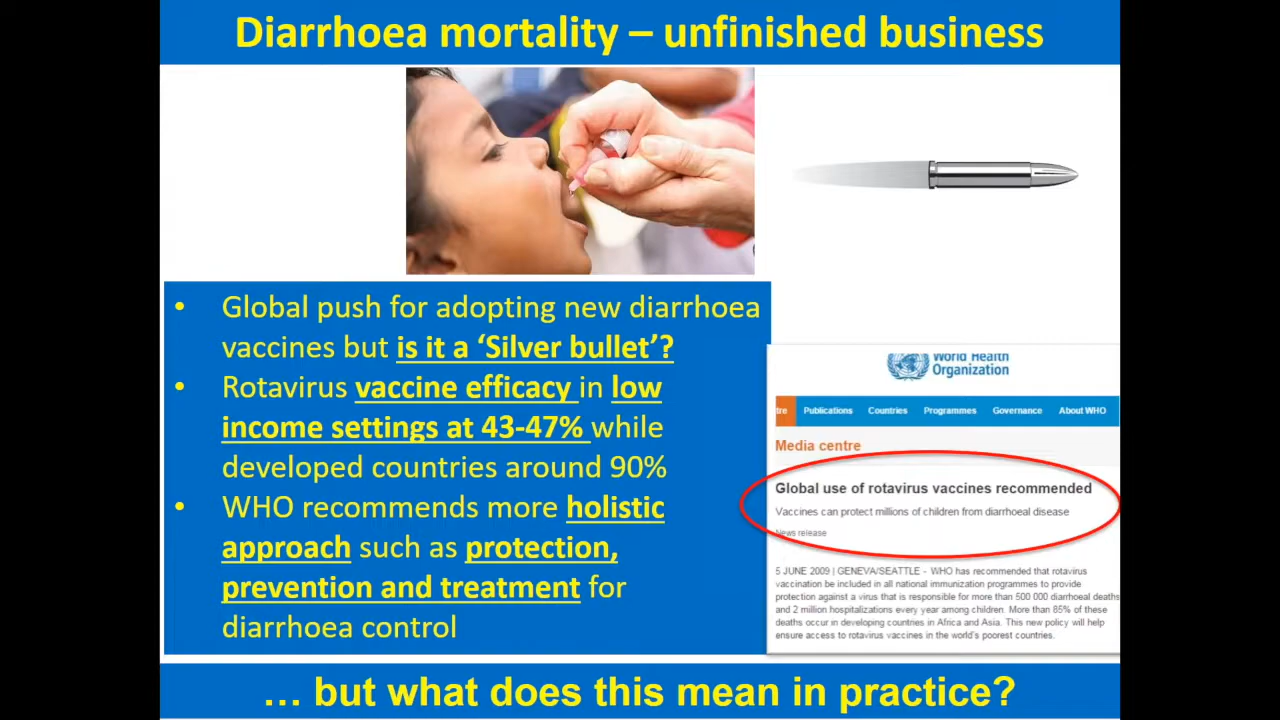 Diarrhoea mortality – unfinished business
• Global push for adopting new diarrhoea
vaccines but is it a ‘Silver bullet’?
• Rotavirus vaccine efficacy in low
income settings at 43-47% while
developed countries around 90%
• WHO recommends more holistic
approach such as protection,
prevention and treatment for
diarrhoea control
World Health
Organization
tre Publications Countries Programmes Governance About WHO
Media centre
Global use of rotavirus vaccines recommended
Vaccines can protect millions of children from diarrhoeal disease
News release
5 JUNE 2009 | GENEVA/SEATTLE - WHO has recommended that rotavirus
vaccination be included in all national immunization programmes to provide
protection against a virus that is responsible for more than 500 000 diarrhoeal deaths
and 2 million hospitalizations every year among children. More than 85% of these
deaths occur in developing countries in Africa and Asia. This new policy will help
ensure access to rotavirus vaccines in the world's poorest countries.
... but what does this mean in practice?